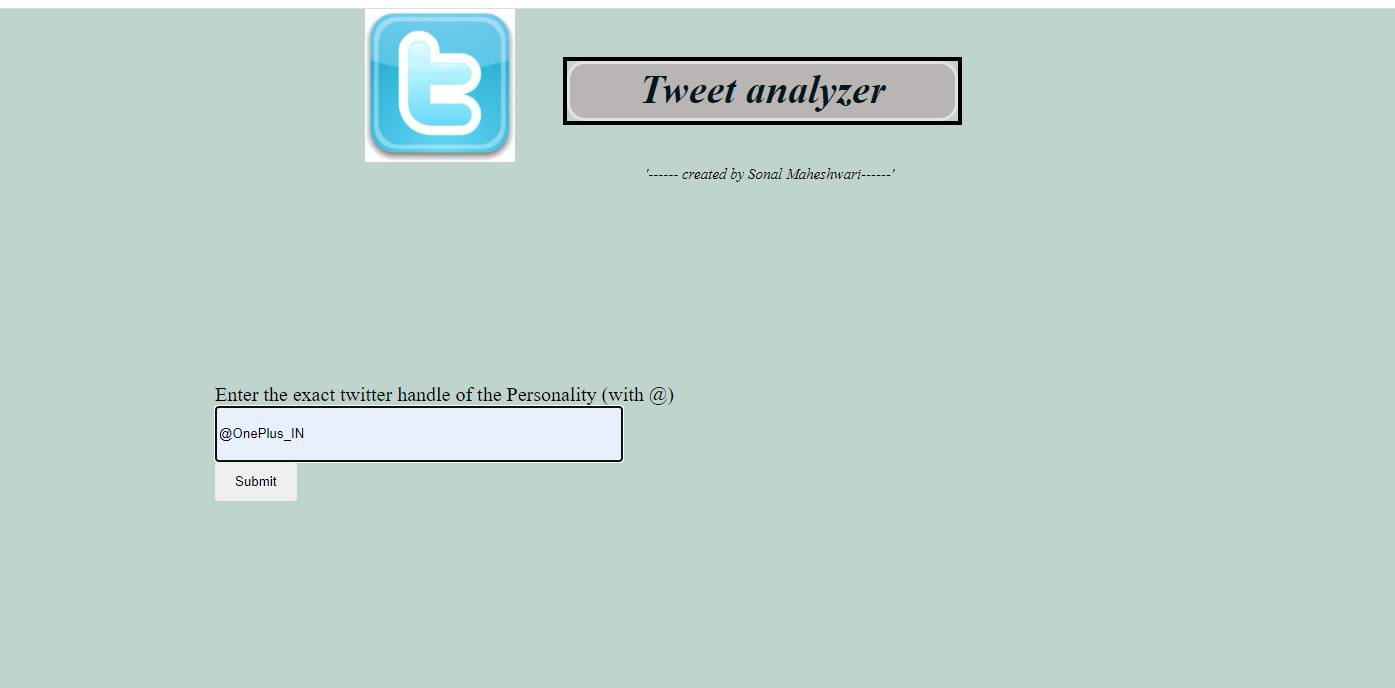 t
Tweet analyzer
'------ created by Sonal Maheshwari------'
Enter the exact twitter handle of the Personality (with @)
@OnePlus_IN
Submit